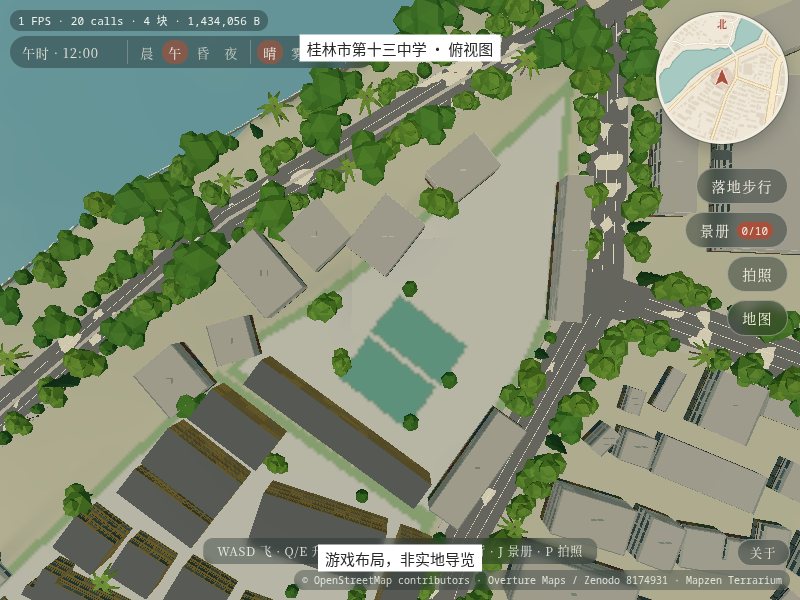 1 FPS · 20 calls · 4 块 · 1,434,056 B
午时 · 12:00 晨 午 昏 夜 晴
桂林市第十三中学 · 俯视图
北
落地步行
景册 0/10
拍照
地图
WASD 飞 · Q/E · J 景册 · P 拍照
游戏布局，非实地导览
关于
© OpenStreetMap contributors · Overture Maps / Zenodo 8174931 · Mapzen Terrarium